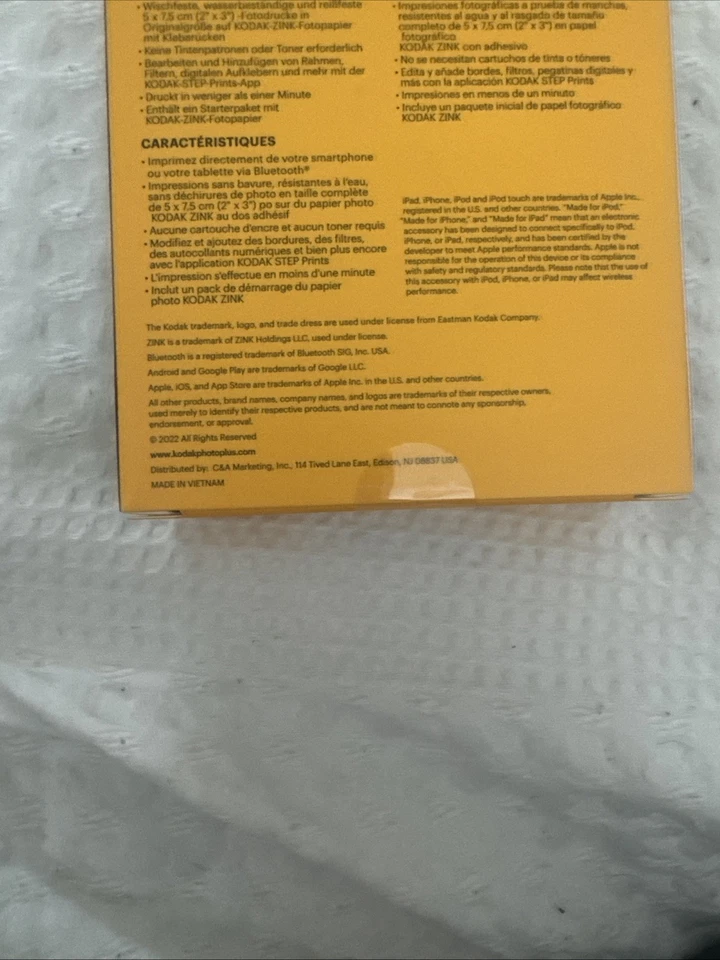 • Wischfeste, wasserbeständige und reißfeste
5 x 7,5 cm (2" x 3") -Fotodrucke in
Originalgröße auf KODAK-ZINK-Fotopapier
mit Kleberücken
• Keine Tintenpatronen oder Toner erforderlich
• Bearbeiten und Hinzufügen von Rahmen,
Filtern, digitalen Aufklebern und mehr mit der
KODAK-STEP-Prints-App
• Druckt in weniger als einer Minute
• Enthält ein Starterpaket mit
KODAK-ZINK-Fotopapier
CARACTÉRISTIQUES
• Imprimez directement de votre smartphone
ou votre tablette via Bluetooth®
• Impressions sans bavure, résistantes à l'eau,
sans déchirures de photo en taille complète
de 5 x 7,5 cm (2" x 3") po sur du papier photo
KODAK ZINK au dos adhésif
• Aucune cartouche d'encre et aucun toner requis
• Modifiez et ajoutez des bordures, des filtres,
des autocollants numériques et bien plus encore
avec l'application KODAK STEP Prints
• L'impression s'effectue en moins d'une minute
• Inclut un pack de démarrage du papier
photo KODAK ZINK
• Impresiones fotográficas a prueba de manchas,
resistentes al agua y al rasgado de tamaño
completo de 5 x 7,5 cm (2" x 3") en papel
fotográfico
KODAK ZINK con adhesivo
• No se necesitan cartuchos de tinta o tóneres
• Edita y añade bordes, filtros, pegatinas digitales y
más con la aplicación KODAK STEP Prints
• Impresiones en menos de un minuto
• Incluye un paquete inicial de papel fotográfico
KODAK ZINK
iPad, iPhone, iPod and iPod touch are trademarks of Apple Inc.,
registered in the U.S. and other countries. "Made for iPod,"
"Made for iPhone," and "Made for iPad" mean that an electronic
accessory has been designed to connect specifically to iPod,
iPhone, or iPad, respectively, and has been certified by the
developer to meet Apple performance standards. Apple is not
responsible for the operation of this device or its compliance
with safety and regulatory standards. Please note that the use of
this accessory with iPod, iPhone, or iPad may affect wireless
performance.
The Kodak trademark, logo, and trade dress are used under license from Eastman Kodak Company.
ZINK is a trademark of ZINK Holdings LLC, used under license.
Bluetooth is a registered trademark of Bluetooth SIG, Inc. USA.
Android and Google Play are trademarks of Google LLC.
Apple, iOS, and App Store are trademarks of Apple Inc. in the U.S. and other countries.
All other products, brand names, company names, and logos are trademarks of their respective owners,
used merely to identify their respective products, and are not meant to connote any sponsorship,
endorsement, or approval.
© 2022 All Rights Reserved
www.kodakphotoplus.com
Distributed by: C&A Marketing, Inc., 114 Tived Lane East, Edison, NJ 08837 USA
MADE IN VIETNAM